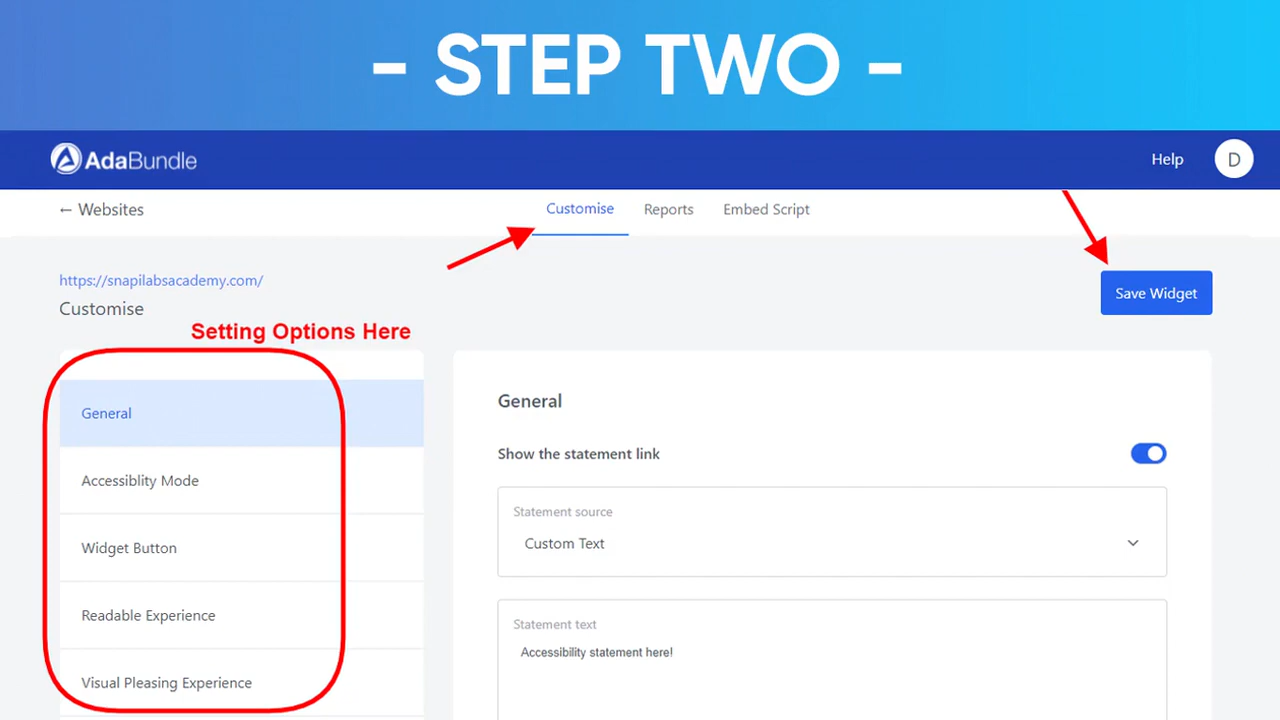 - STEP TWO -
AdaBundle
Help
D
← Websites
Customise
Reports
Embed Script
https://snapilabsacademy.com/
Customise
Save Widget
Setting Options Here
General
Accessiblity Mode
Widget Button
Readable Experience
Visual Pleasing Experience
General
Show the statement link
Statement source
Custom Text
Statement text
Accessibility statement here!